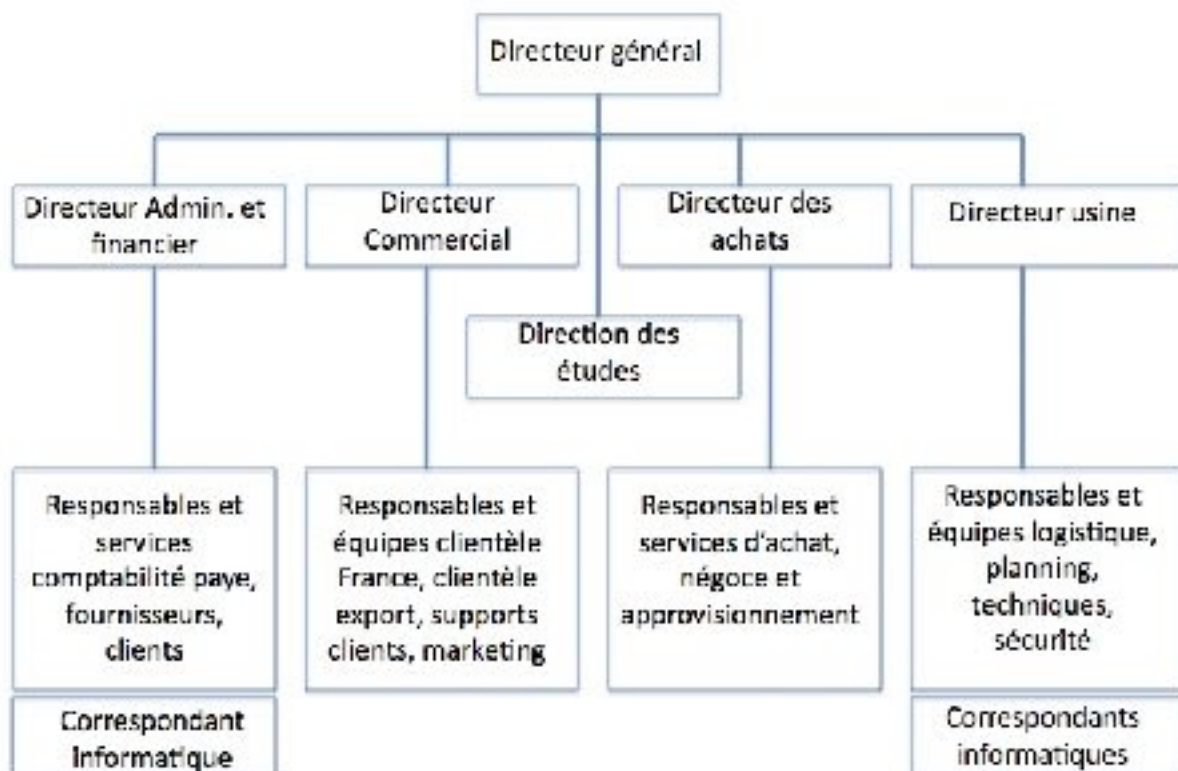 Directeur général
Directeur Admin. et
financier
Directeur
Commercial
Directeur des
achats
Directeur usine
Direction des
études
Responsables et
services
comptabilité paye,
fournisseurs,
clients
Responsables et
équipes clientèle
France, clientèle
export, supports
clients, marketing
Responsables et
services d'achat,
négoce et
approvisionnement
Responsables et
équipes logistique,
planning,
techniques,
sécurité
Correspondant
Informatique
Correspondants
informatiques